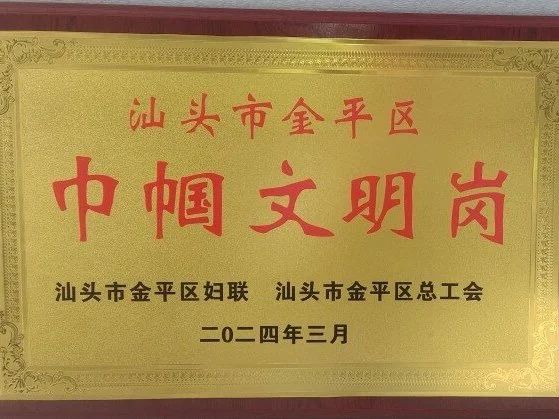 汕头市金平区
巾帼文明岗
汕头市金平区妇联 汕头市金平区总工会
二0二四年三月